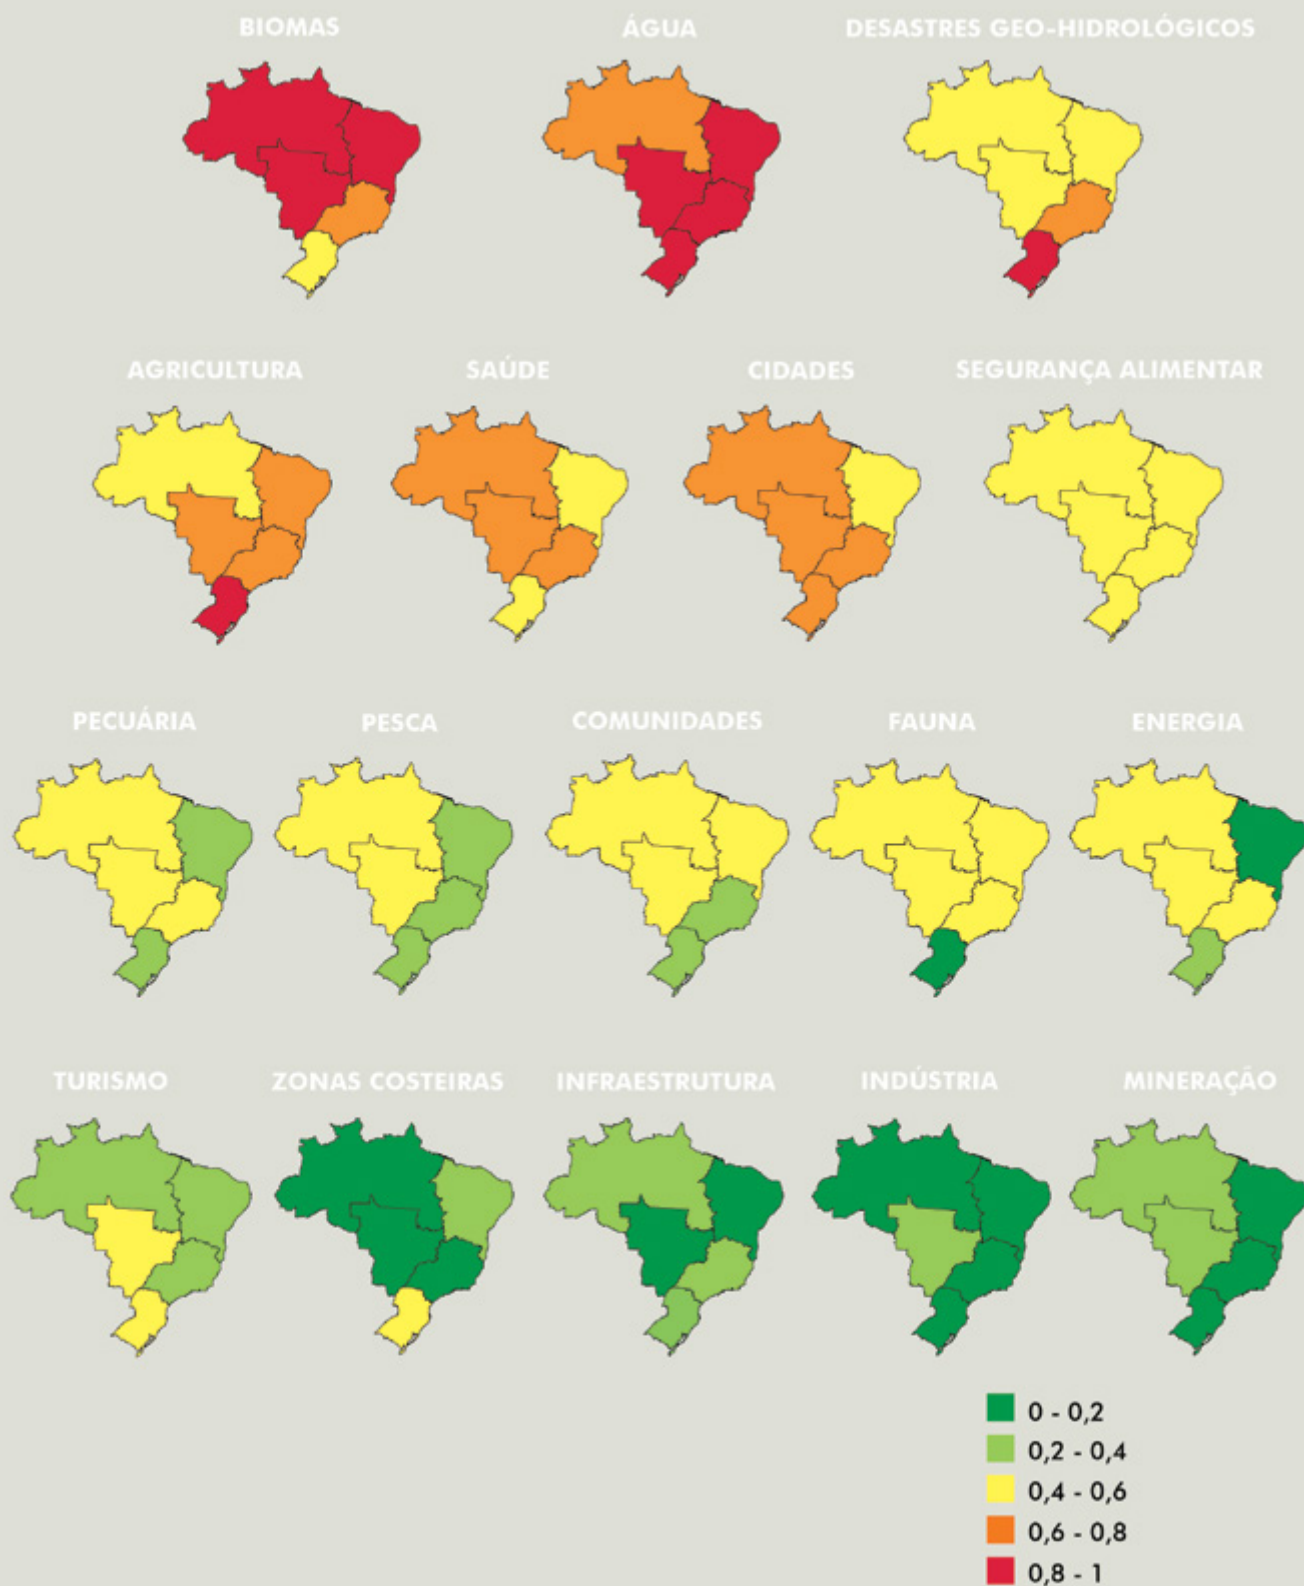 BIOMAS
ÁGUA
DESASTRES GEO-HIDROLÓGICOS
AGRICULTURA
SAÚDE
CIDADES
SEGURANÇA ALIMENTAR
PECUÁRIA
PESCA
COMUNIDADES
FAUNA
ENERGIA
TURISMO
ZONAS COSTEIRAS
INFRAESTRUTURA
INDÚSTRIA
MINERAÇÃO
0 - 0,2
0,2 - 0,4
0,4 - 0,6
0,6 - 0,8
0,8 - 1